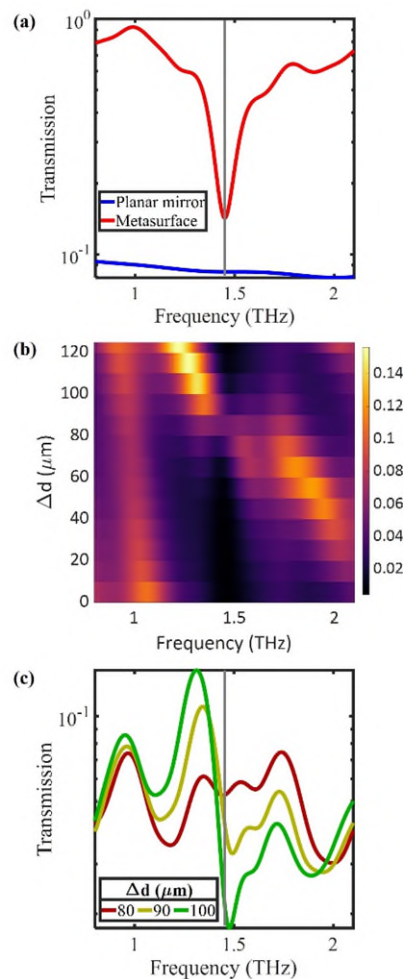 (a)
10^0
Transmission
Planar mirror
Metasurface
10^-1
1
1.5
2
Frequency (THz)
(b)
120
100
80
60
40
20
0
Δd (μm)
0.14
0.12
0.10
0.08
0.06
0.04
0.02
1
1.5
2
Frequency (THz)
(c)
10^-1
Transmission
Δd (μm)
80 90 100
1
1.5
2
Frequency (THz)